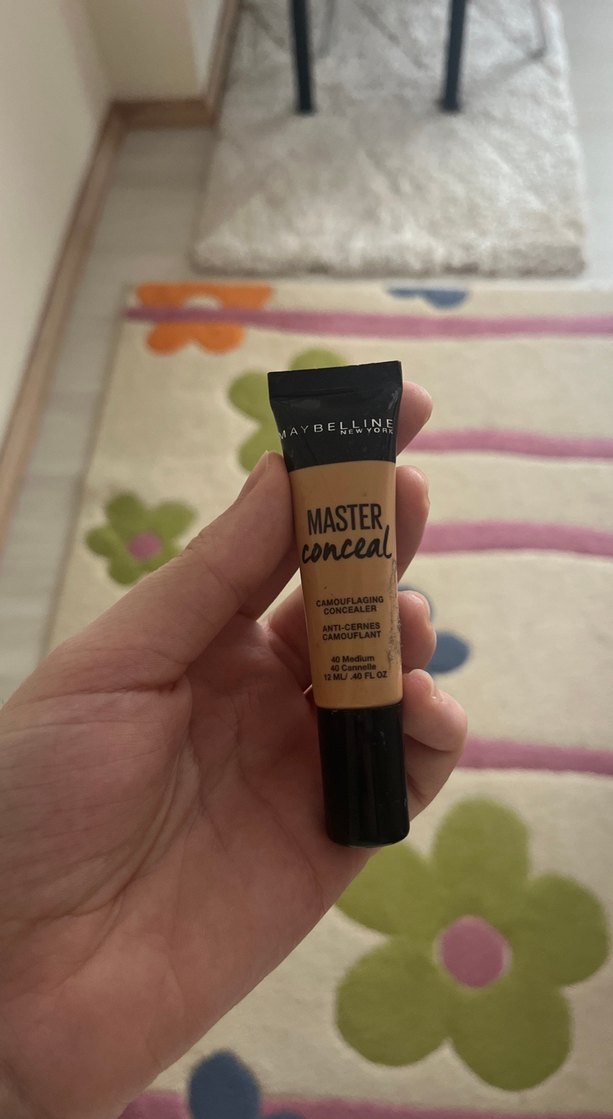 MAYBELLINE
NEW YORK
MASTER
conceal
CAMOUFLAGING
CONCEALER
ANTI-CERNES
CAMOUFLANT
40 Medium
40 Cannelle
12 ML/ .40 FL OZ